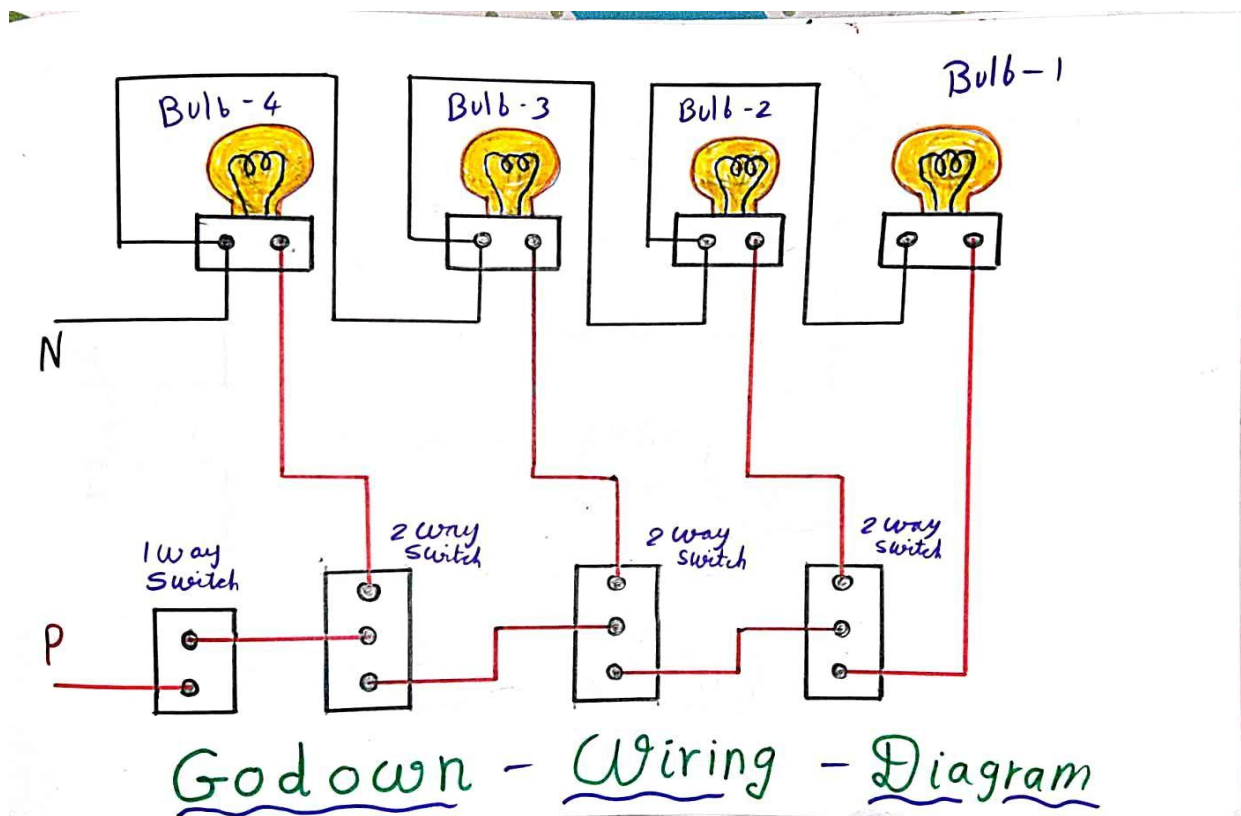 Bulb-4
Bulb-3
Bulb-2
Bulb-1
N
1 way
Switch
2 way
Switch
2 way
Switch
2 way
Switch
P
Godown - Wiring - Diagram